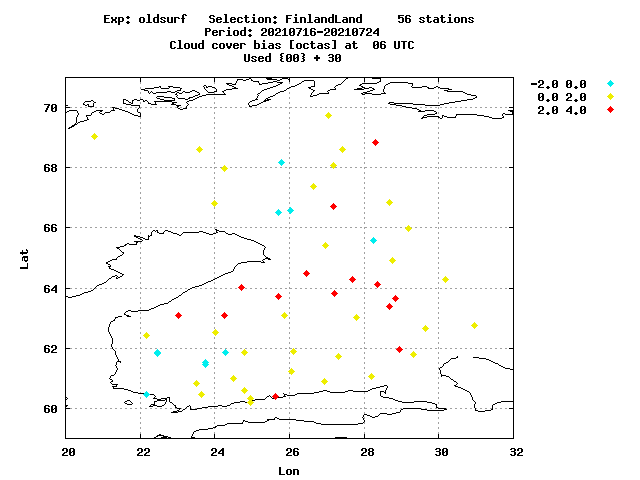 Exp: oldsurf   Selection: FinlandLand     56 stations
Period: 20210716-20210724
Cloud cover bias [octas] at  06 UTC
Used {00} + 30
-2.0 0.0
0.0 2.0
2.0 4.0
70
68
66
64
62
60
Lat
20 22 24 26 28 30 32
Lon